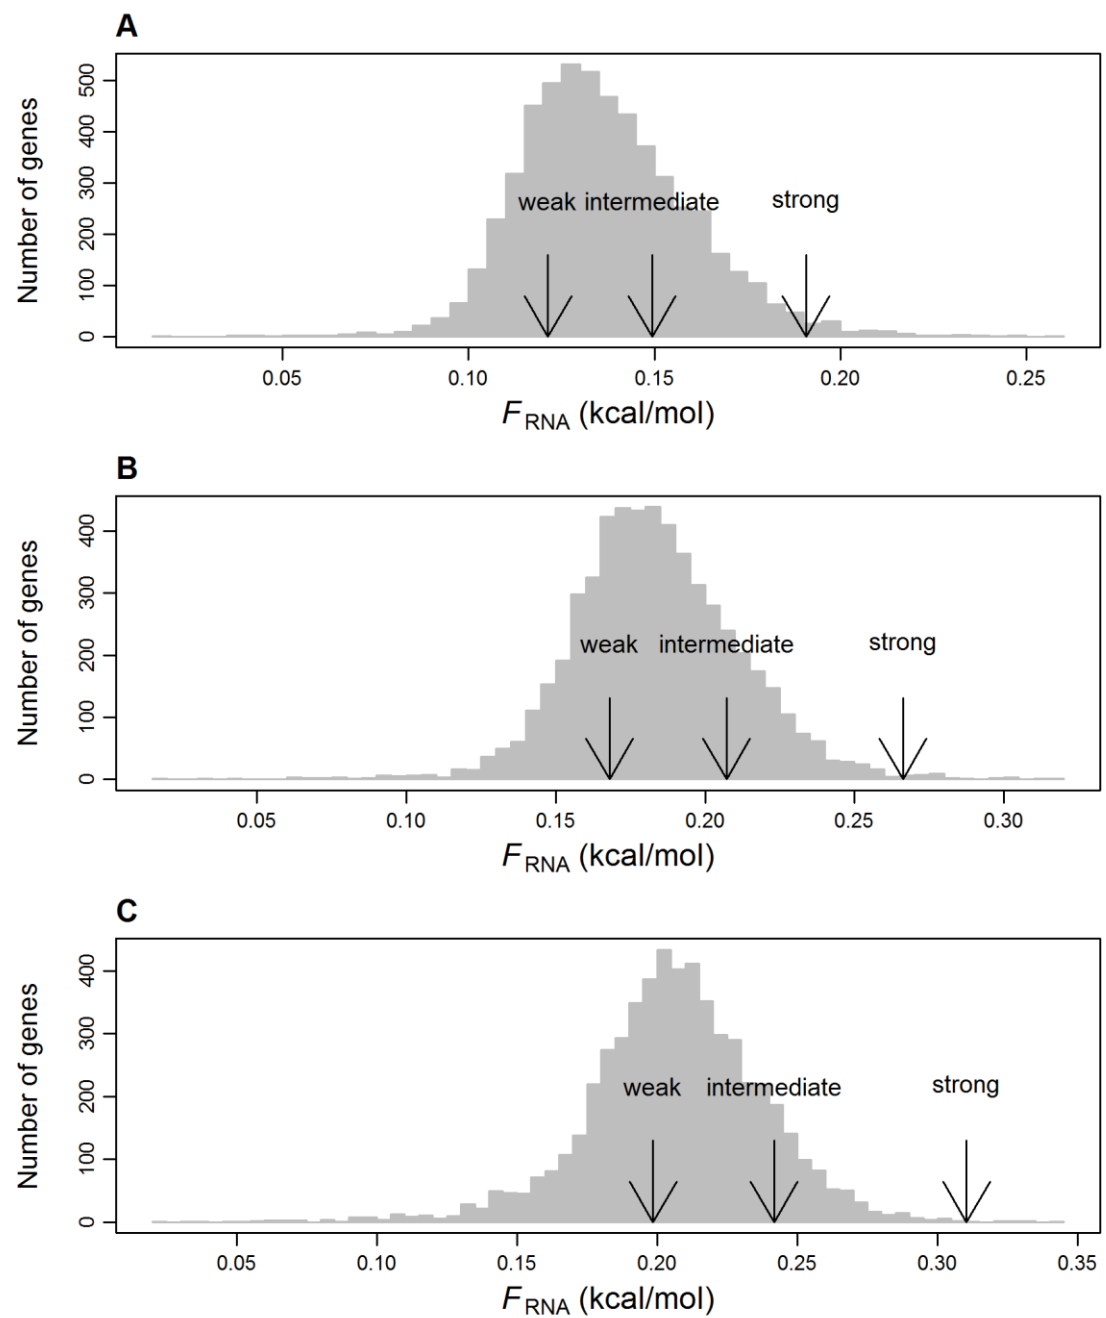 A
Number of genes
500
400
300
200
100
0
weak intermediate strong
0.05 0.10 0.15 0.20 0.25
FRNA (kcal/mol)
B
Number of genes
400
300
200
100
0
weak intermediate strong
0.05 0.10 0.15 0.20 0.25 0.30
FRNA (kcal/mol)
C
Number of genes
400
300
200
100
0
weak intermediate strong
0.05 0.10 0.15 0.20 0.25 0.30 0.35
FRNA (kcal/mol)